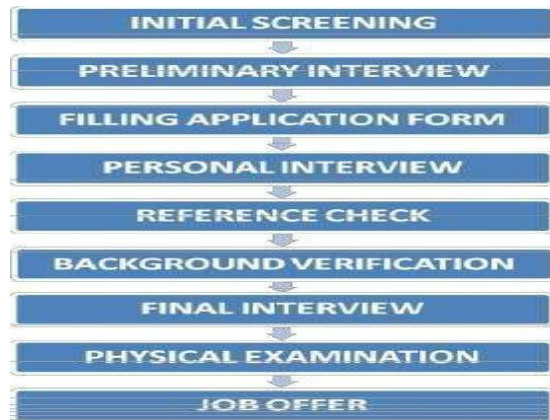 INITIAL SCREENING
PRELIMINARY INTERVIEW
FILLING APPLICATION FORM
PERSONAL INTERVIEW
REFERENCE CHECK
BACKGROUND VERIFICATION
FINAL INTERVIEW
PHYSICAL EXAMINATION
JOB OFFER